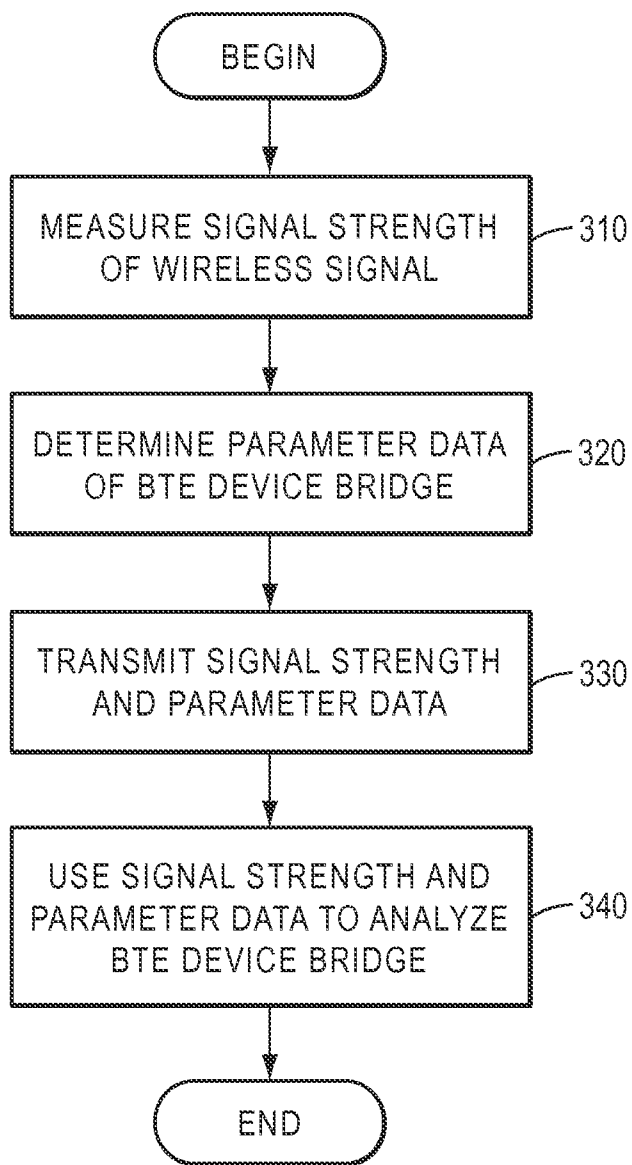 BEGIN
MEASURE SIGNAL STRENGTH
OF WIRELESS SIGNAL
310
DETERMINE PARAMETER DATA
OF BTE DEVICE BRIDGE
320
TRANSMIT SIGNAL STRENGTH
AND PARAMETER DATA
330
USE SIGNAL STRENGTH AND
PARAMETER DATA TO ANALYZE
BTE DEVICE BRIDGE
340
END